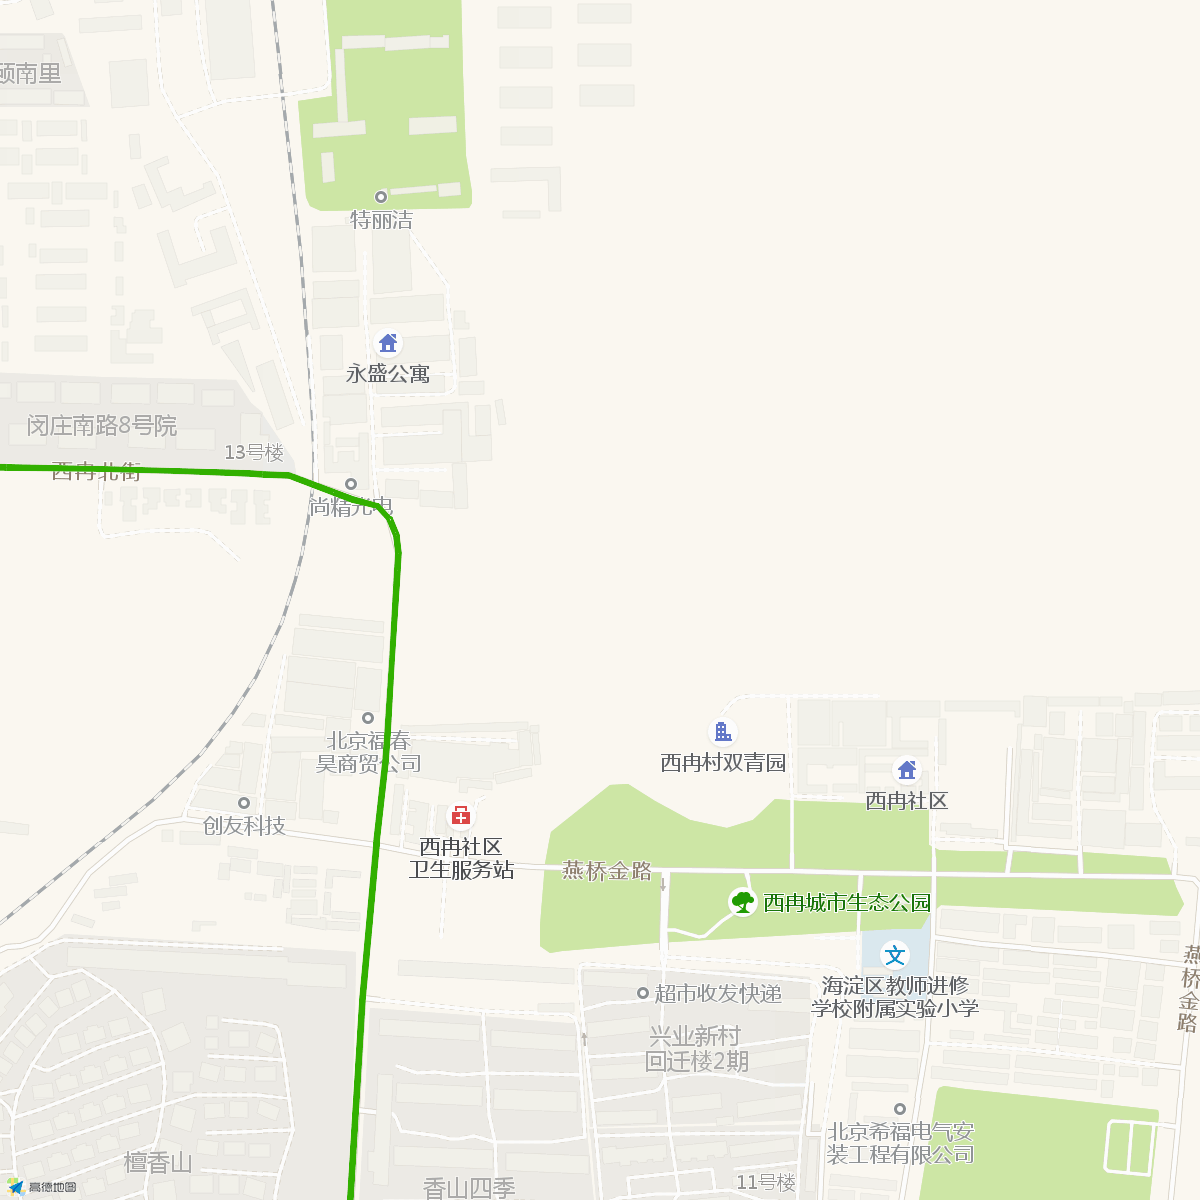 颐南里
特丽洁
永盛公寓
闵庄南路8号院
13号楼
西冉北街
尚精光电
北京福春
昊商贸公司
西冉村双青园
西冉社区
创友科技
西冉社区
卫生服务站
燕桥金路
西冉城市生态公园
海淀区教师进修
学校附属实验小学
燕桥金路
超市收发快递
兴业新村
回迁楼2期
北京希福电气安
装工程有限公司
檀香山
香山四季
11号楼
高德地图